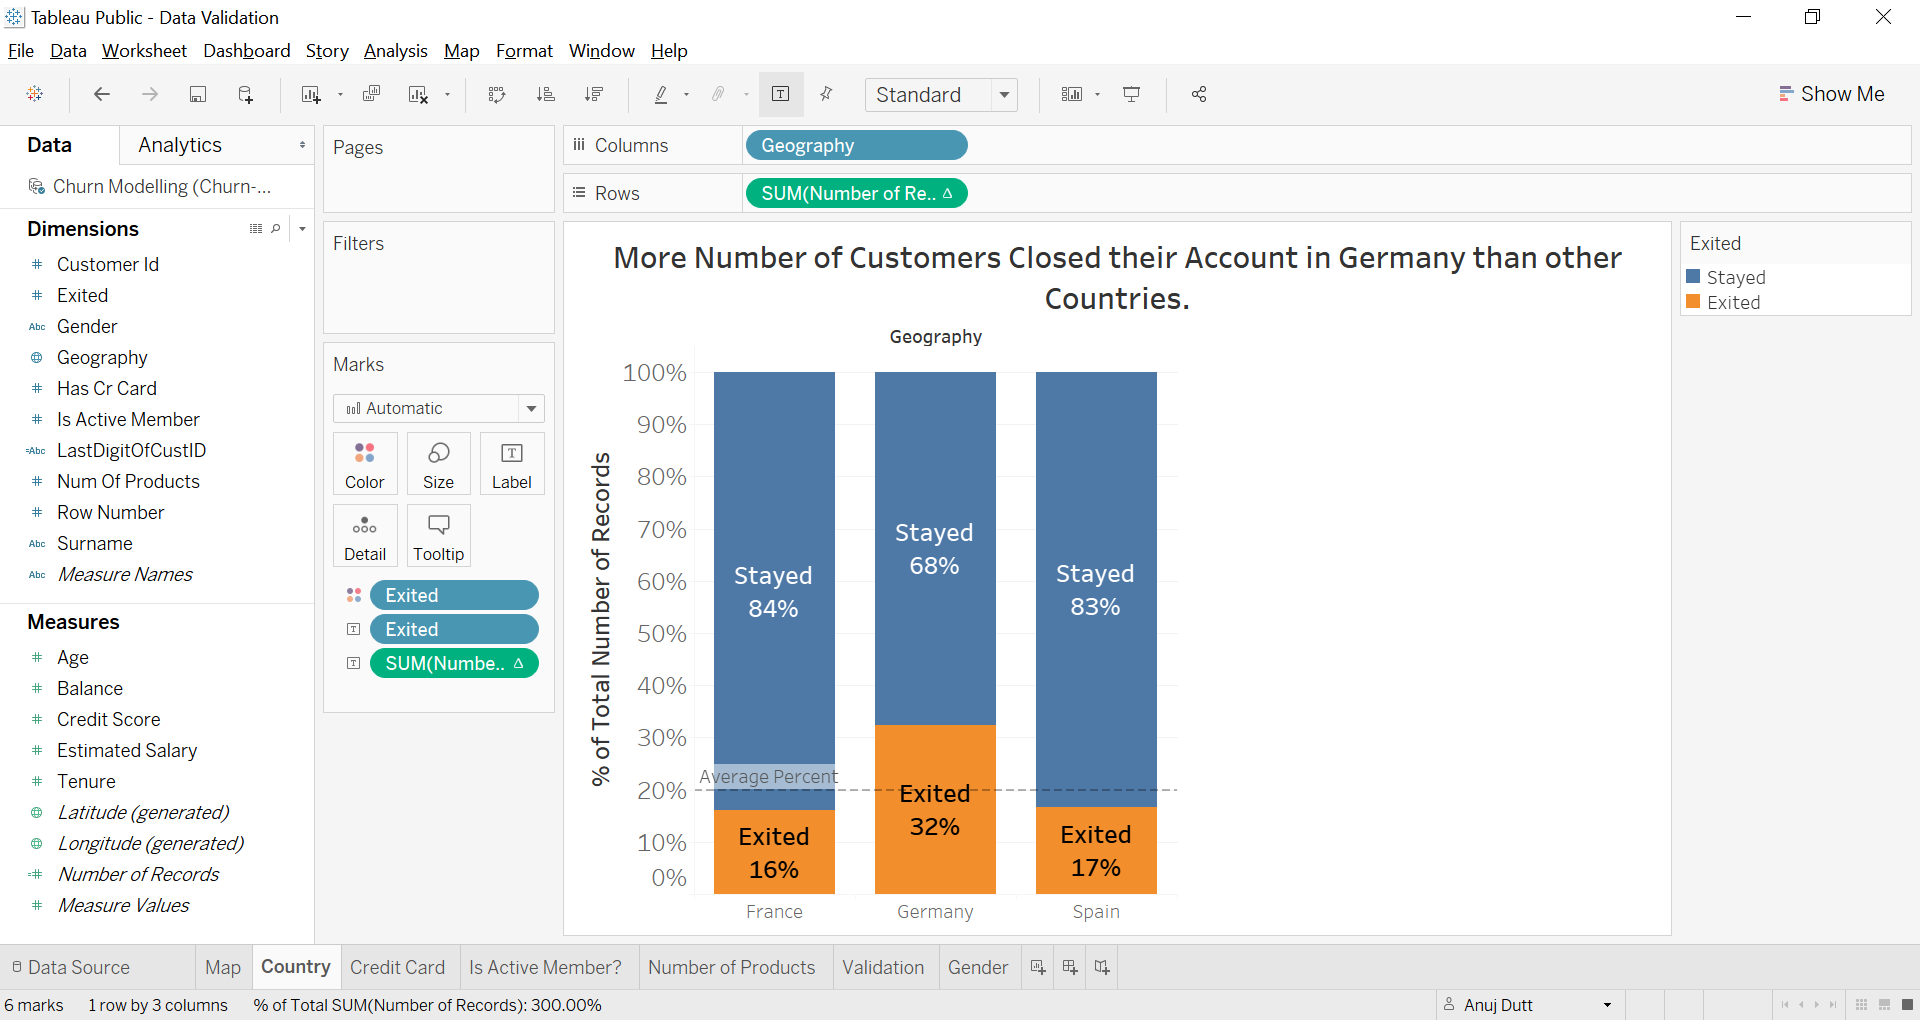 Tableau Public - Data Validation
File Data Worksheet Dashboard Story Analysis Map Format Window Help
Standard
Show Me
Data Analytics
Churn Modelling (Churn-...
Dimensions
# Customer Id
# Exited
Abc Gender
Geography
# Has Cr Card
# Is Active Member
=Abc LastDigitOfCustID
# Num Of Products
# Row Number
Abc Surname
Abc Measure Names
Measures
# Age
# Balance
# Credit Score
# Estimated Salary
# Tenure
Latitude (generated)
Longitude (generated)
=# Number of Records
# Measure Values
Pages
Filters
Marks
Automatic
Color Size Label
Detail Tooltip
Exited
Exited
SUM(Numbe.. Δ
Columns Geography
Rows SUM(Number of Re.. Δ
More Number of Customers Closed their Account in Germany than other
Countries.
Geography
% of Total Number of Records
100%
90%
80%
70%
60%
50%
40%
30%
20%
10%
0%
Stayed
84%
Average Percent
Exited
16%
Stayed
68%
Exited
32%
Stayed
83%
Exited
17%
France Germany Spain
Exited
Stayed
Exited
Data Source Map Country Credit Card Is Active Member? Number of Products Validation Gender
6 marks 1 row by 3 columns % of Total SUM(Number of Records): 300.00% Anuj Dutt